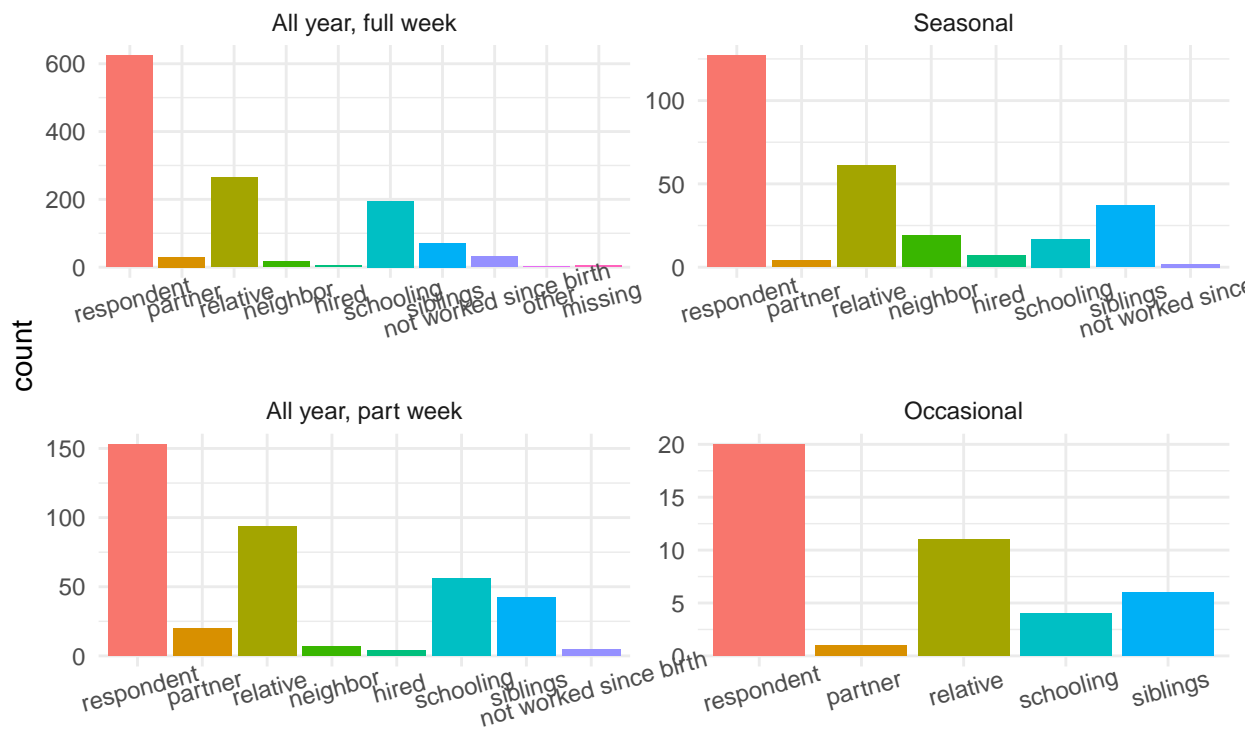 All year, full week
Seasonal
600
400
200
0
respondent
partner
relative
neighbor
hired
schooling
siblings
not worked since birth
other
missing
100
50
0
respondent
partner
relative
neighbor
hired
schooling
siblings
not worked since
count
All year, part week
Occasional
150
100
50
0
respondent
partner
relative
neighbor
hired
schooling
siblings
not worked since birth
20
15
10
5
0
respondent
partner
relative
schooling
siblings